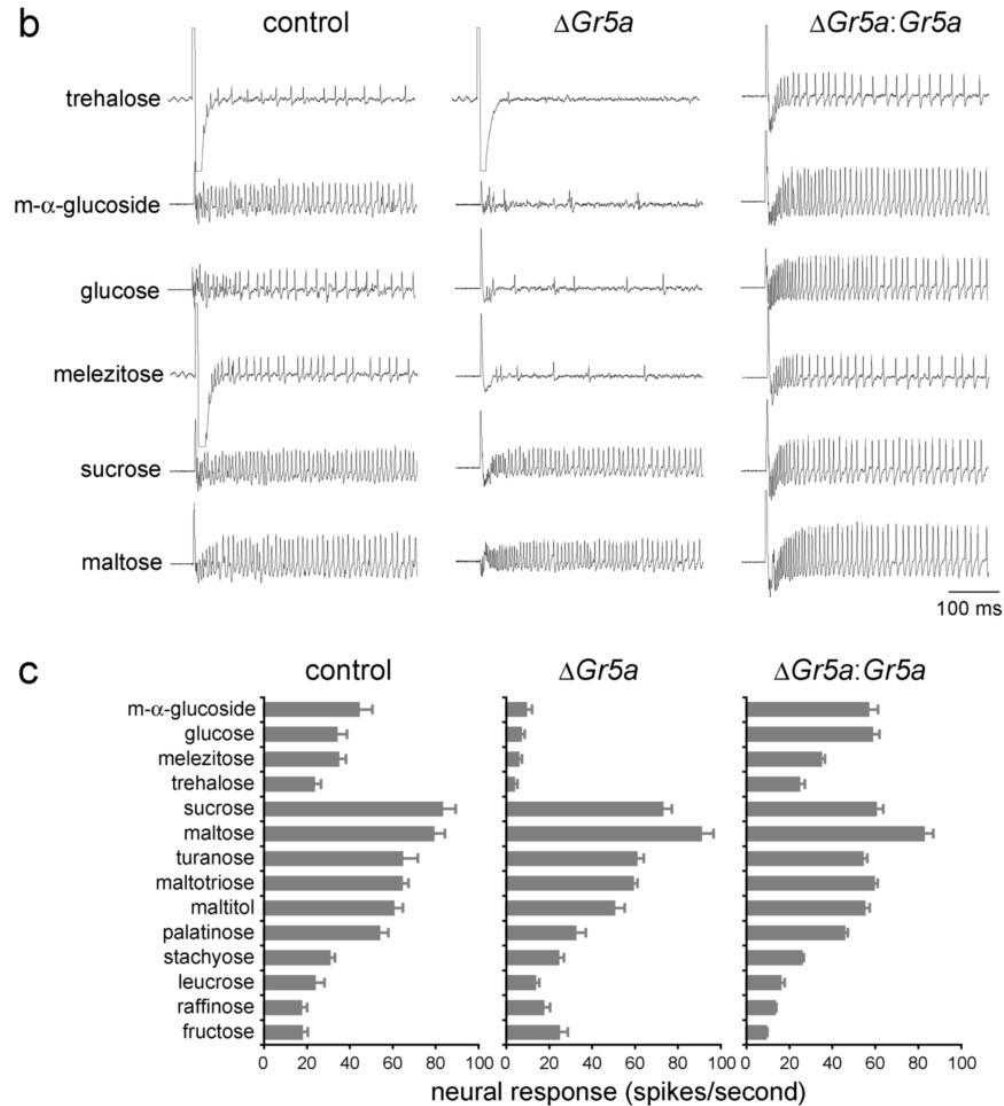 b
control ΔGr5a ΔGr5a:Gr5a
trehalose
m-α-glucoside
glucose
melezitose
sucrose
maltose
100 ms
c
control ΔGr5a ΔGr5a:Gr5a
m-α-glucoside
glucose
melezitose
trehalose
sucrose
maltose
turanose
maltotriose
maltitol
palatinose
stachyose
leucrose
raffinose
fructose
0 20 40 60 80 100 0 20 40 60 80 100 0 20 40 60 80 100
neural response (spikes/second)